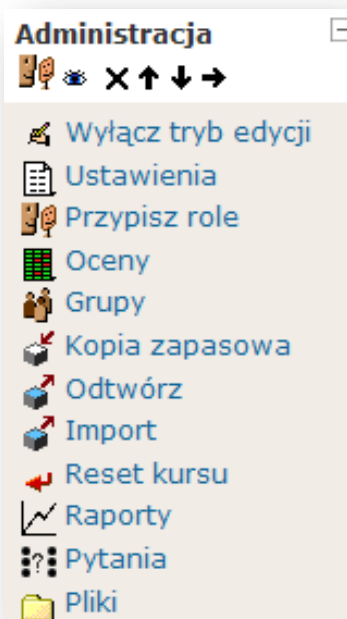 Administracja
Wyłącz tryb edycji
Ustawienia
Przypisz role
Oceny
Grupy
Kopia zapasowa
Odtwórz
Import
Reset kursu
Raporty
Pytania
Pliki